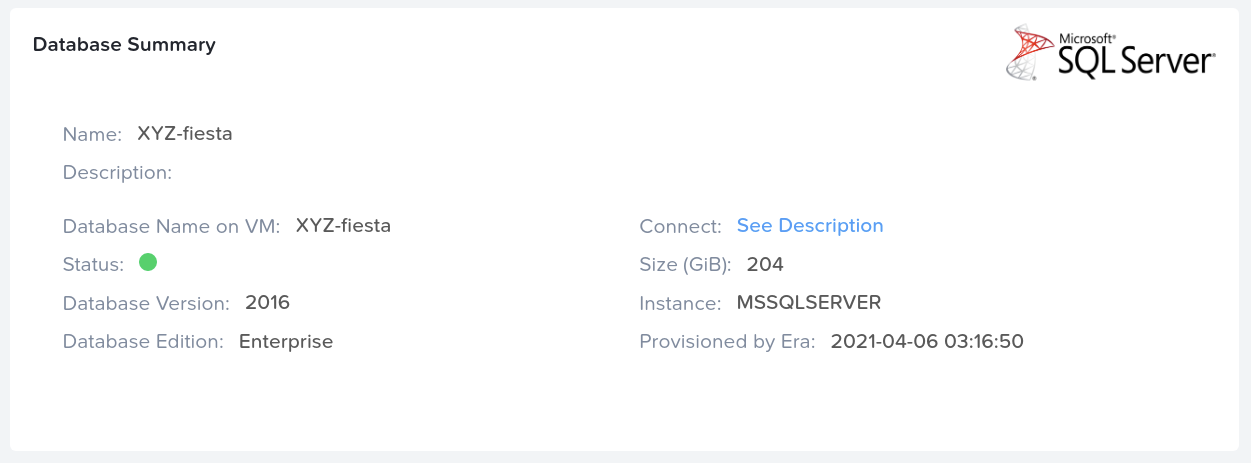 Database Summary
Microsoft®
SQL Server®
Name: XYZ-fiesta
Description:
Database Name on VM: XYZ-fiesta
Connect: See Description
Status:
Size (GiB): 204
Database Version: 2016
Instance: MSSQLSERVER
Database Edition: Enterprise
Provisioned by Era: 2021-04-06 03:16:50